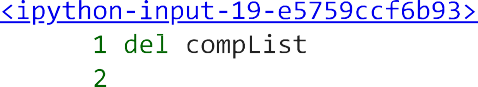 <ipython-input-19-e5759ccf6b93>
1 del compList
2